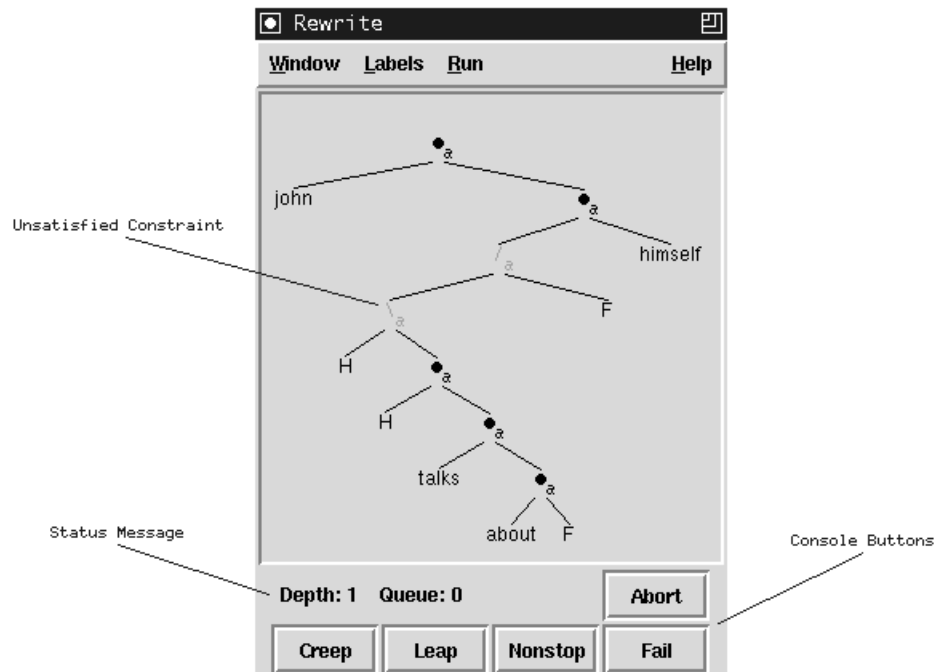 Rewrite
Window Labels Run Help
a
john
a
Unsatisfied Constraint
himself
a
F
a
H
a
H
a
talks
a
about F
Status Message
Console Buttons
Depth: 1 Queue: 0 Abort
Creep Leap Nonstop Fail